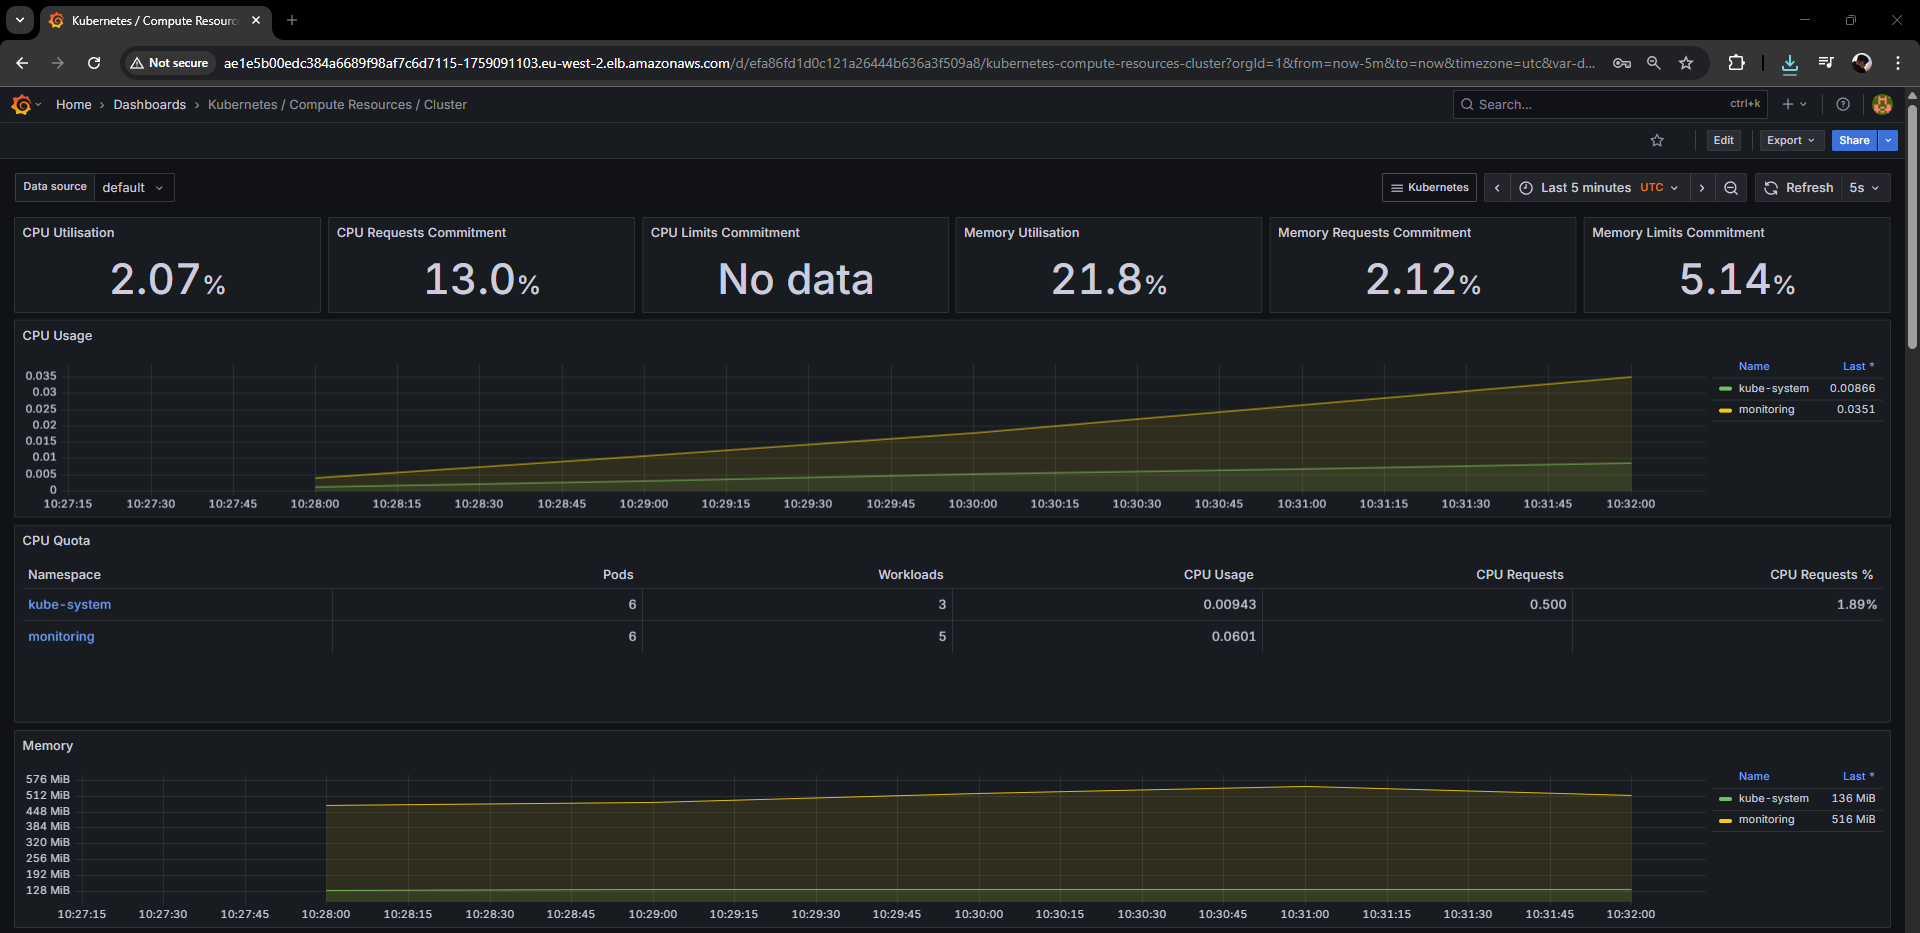 Kubernetes / Compute Resourc
Not secure ae1e5b00edc384a6689f98af7c6d7115-1759091103.eu-west-2.elb.amazonaws.com/d/efa86fd1d0c121a26444b636a3f509a8/kubernetes-compute-resources-cluster?orgId=1&from=now-5m&to=now&timezone=utc&var-d...
Home › Dashboards › Kubernetes / Compute Resources / Cluster Search... ctrl+k
Edit Export Share
Data source default Kubernetes Last 5 minutes UTC Refresh 5s
CPU Utilisation CPU Requests Commitment CPU Limits Commitment Memory Utilisation Memory Requests Commitment Memory Limits Commitment
2.07% 13.0% No data 21.8% 2.12% 5.14%
CPU Usage
Name Last *
0.035
kube-system 0.00866
0.03
0.025
monitoring 0.0351
0.02
0.015
0.01
0.005
0
10:27:15 10:27:30 10:27:45 10:28:00 10:28:15 10:28:30 10:28:45 10:29:00 10:29:15 10:29:30 10:29:45 10:30:00 10:30:15 10:30:30 10:30:45 10:31:00 10:31:15 10:31:30 10:31:45 10:32:00
CPU Quota
Namespace Pods Workloads CPU Usage CPU Requests CPU Requests %
kube-system 6 3 0.00943 0.500 1.89%
monitoring 6 5 0.0601
Memory
Name Last *
576 MiB
512 MiB
kube-system 136 MiB
448 MiB
monitoring 516 MiB
384 MiB
320 MiB
256 MiB
192 MiB
128 MiB
10:27:15 10:27:30 10:27:45 10:28:00 10:28:15 10:28:30 10:28:45 10:29:00 10:29:15 10:29:30 10:29:45 10:30:00 10:30:15 10:30:30 10:30:45 10:31:00 10:31:15 10:31:30 10:31:45 10:32:00